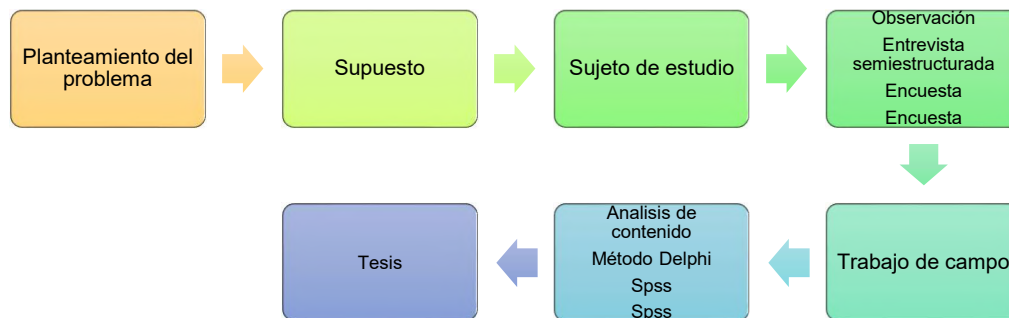 Planteamiento del
problema
Supuesto
Sujeto de estudio
Observación
Entrevista
semiestructurada
Encuesta
Encuesta
Trabajo de campo
Analisis de
contenido
Método Delphi
Spss
Spss
Tesis